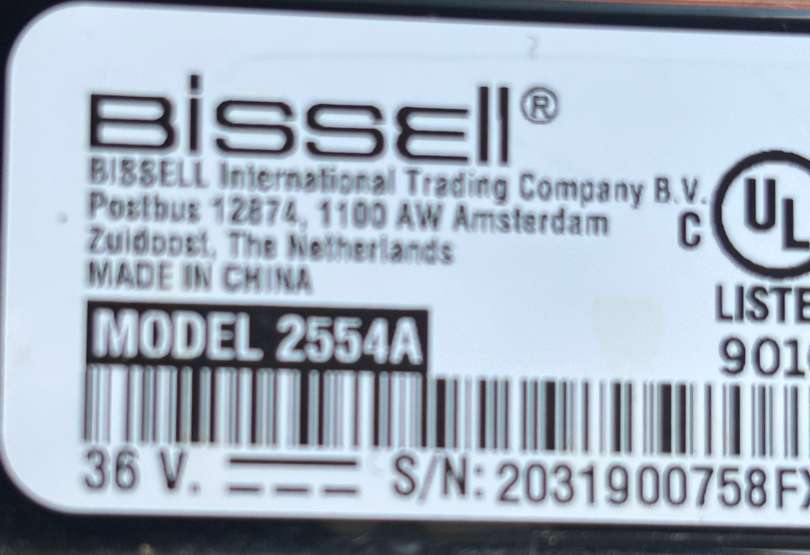 BISSELL®
BISSELL International Trading Company B.V.
Postbus 12874, 1100 AW Amsterdam
Zuidoost, The Netherlands
MADE IN CHINA
C UL
LISTE
901
MODEL 2554A
36 V. S/N: 2031900758FX